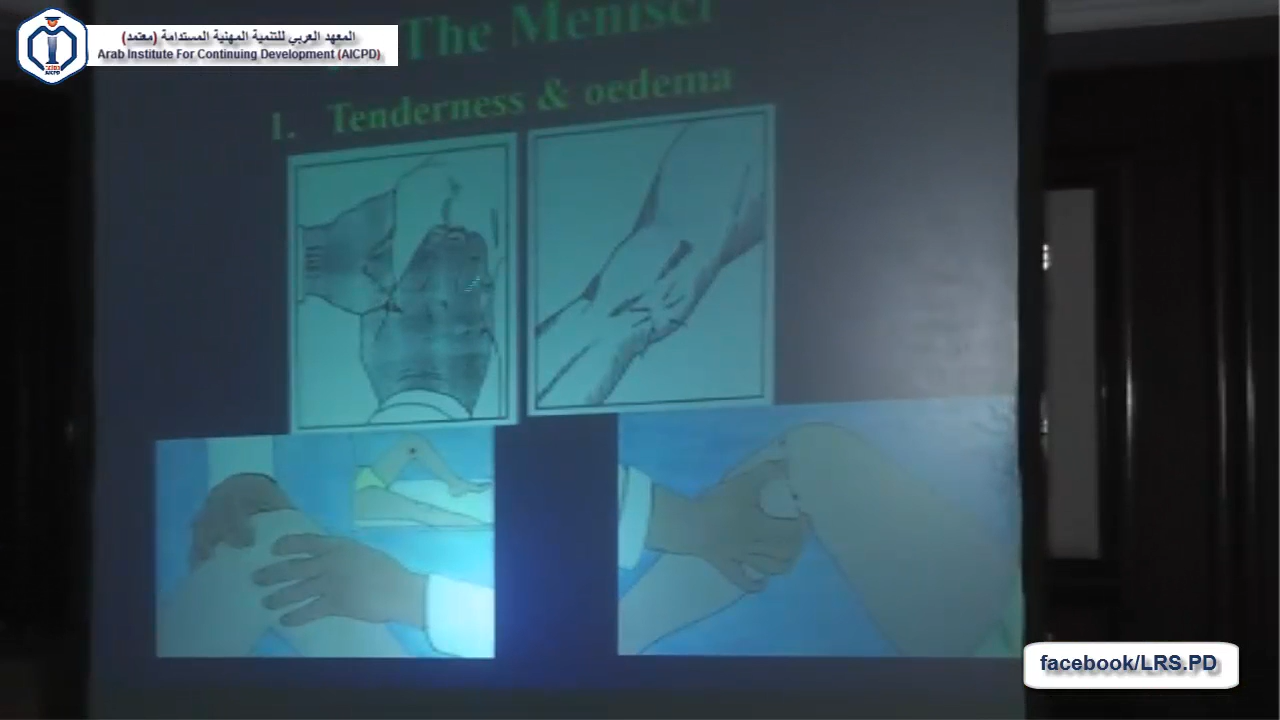 المعهد العربي للتنمية المهنية المستدامة (معتمد)
Arab Institute For Continuing Development (AICPD)
AICPD
The Menisci
1. Tenderness & oedema
facebook/LRS.PD